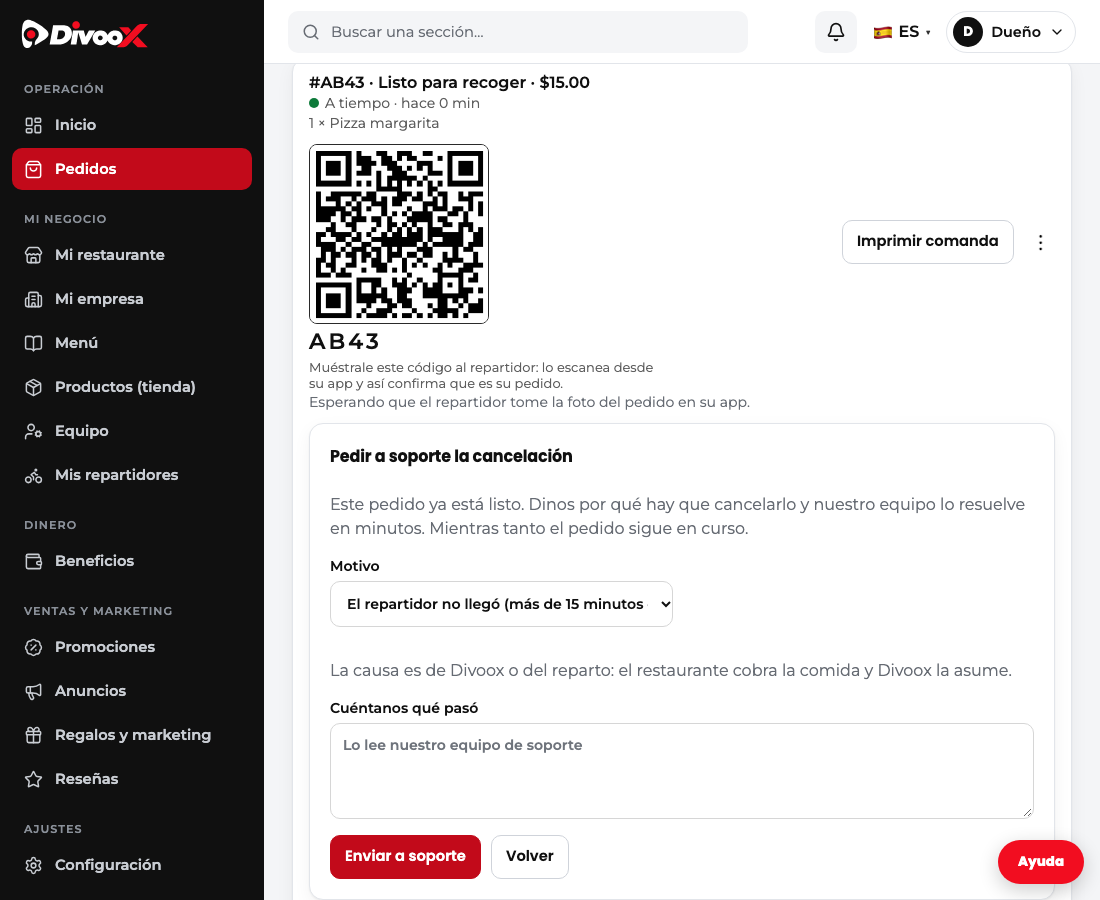 DivooX
OPERACIÓN
Inicio
Pedidos
MI NEGOCIO
Mi restaurante
Mi empresa
Menú
Productos (tienda)
Equipo
Mis repartidores
DINERO
Beneficios
VENTAS Y MARKETING
Promociones
Anuncios
Regalos y marketing
Reseñas
AJUSTES
Configuración
Buscar una sección...
ES
D
Dueño
#AB43 · Listo para recoger · $15.00
A tiempo · hace 0 min
1 × Pizza margarita
Imprimir comanda
AB43
Muéstrale este código al repartidor: lo escanea desde
su app y así confirma que es su pedido.
Esperando que el repartidor tome la foto del pedido en su app.
Pedir a soporte la cancelación
Este pedido ya está listo. Dinos por qué hay que cancelarlo y nuestro equipo lo resuelve
en minutos. Mientras tanto el pedido sigue en curso.
Motivo
El repartidor no llegó (más de 15 minutos
La causa es de Divoox o del reparto: el restaurante cobra la comida y Divoox la asume.
Cuéntanos qué pasó
Lo lee nuestro equipo de soporte
Enviar a soporte
Volver
Ayuda